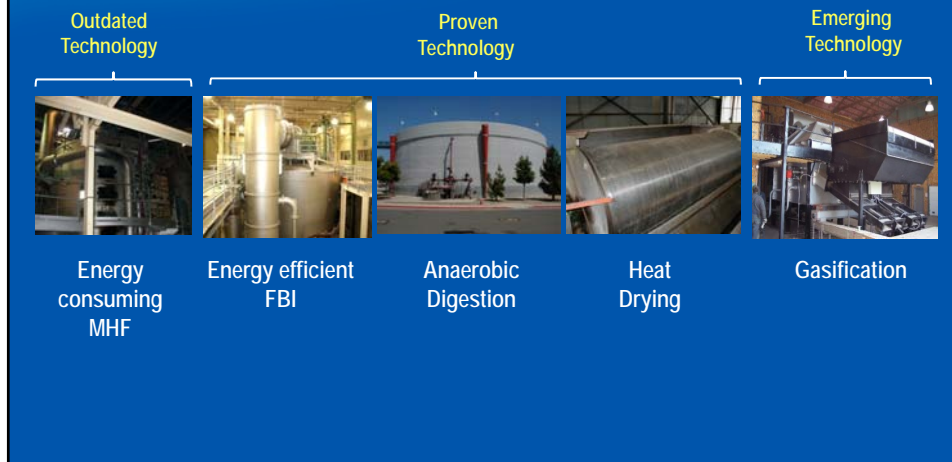 Outdated
Technology
Proven
Technology
Emerging
Technology
Energy
consuming
MHF
Energy efficient
FBI
Anaerobic
Digestion
Heat
Drying
Gasification